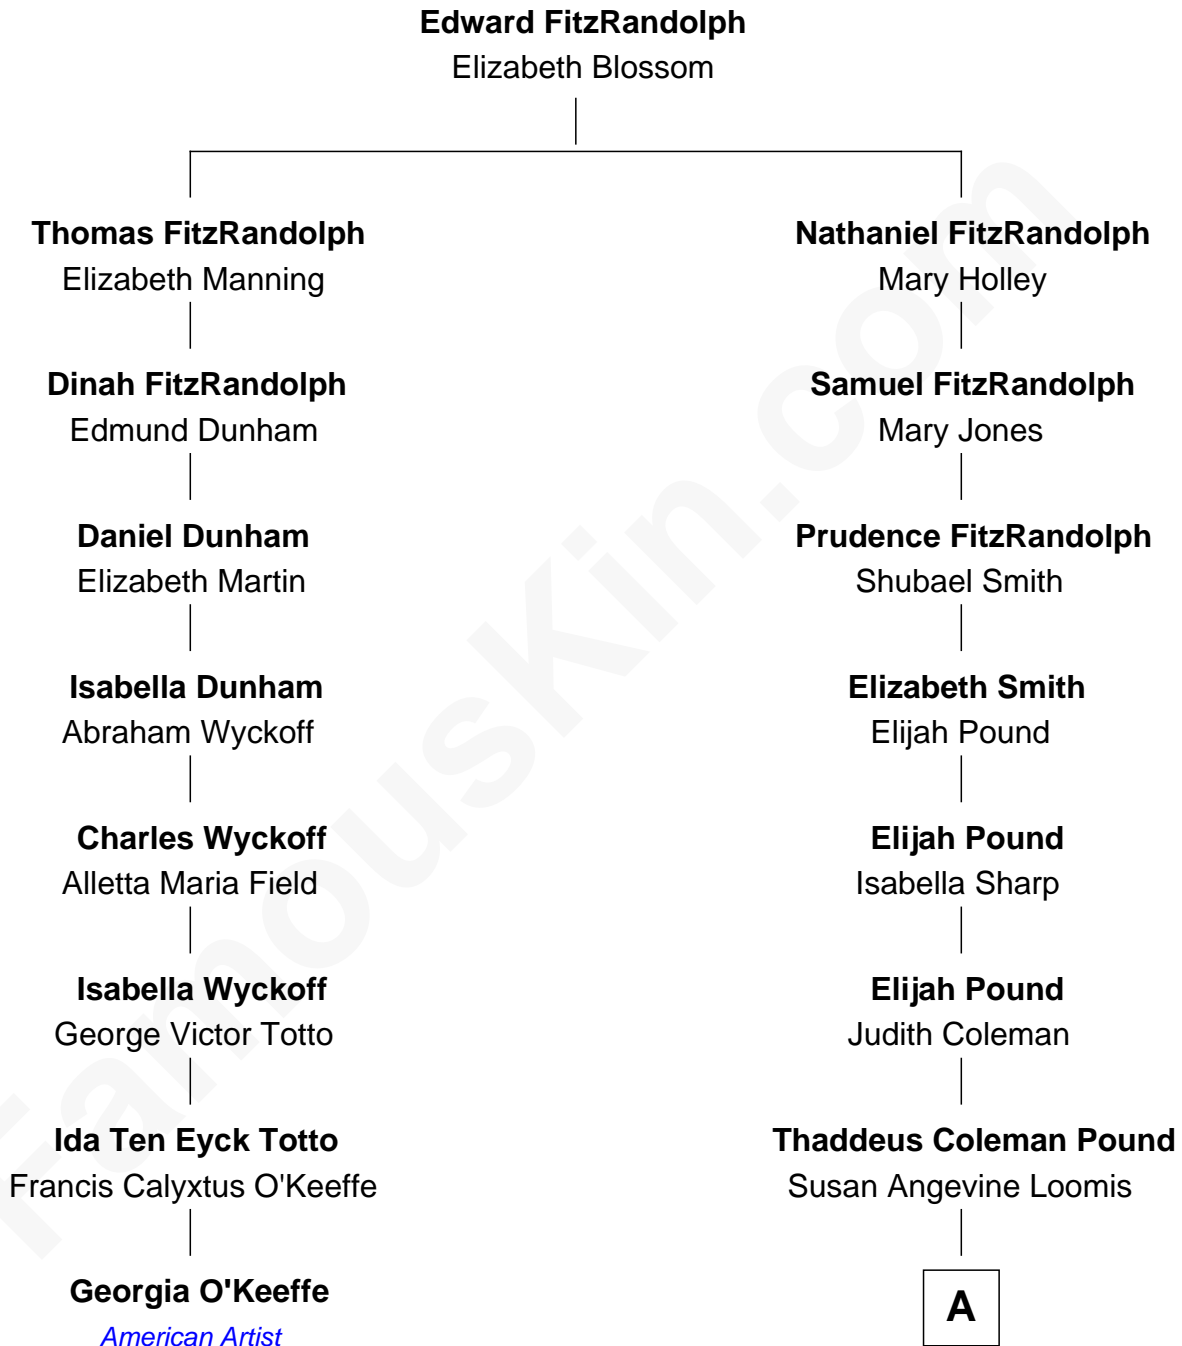 Edward FitzRandolph
Elizabeth Blossom
Thomas FitzRandolph
Elizabeth Manning
Nathaniel FitzRandolph
Mary Holley
Dinah FitzRandolph
Edmund Dunham
Samuel FitzRandolph
Mary Jones
Daniel Dunham
Elizabeth Martin
Prudence FitzRandolph
Shubael Smith
Isabella Dunham
Abraham Wyckoff
Elizabeth Smith
Elijah Pound
Charles Wyckoff
Alletta Maria Field
Elijah Pound
Isabella Sharp
Isabella Wyckoff
George Victor Totto
Elijah Pound
Judith Coleman
Ida Ten Eyck Totto
Francis Calyxtus O'Keeffe
Thaddeus Coleman Pound
Susan Angevine Loomis
Georgia O'Keeffe
American Artist
A
FamousKin.com